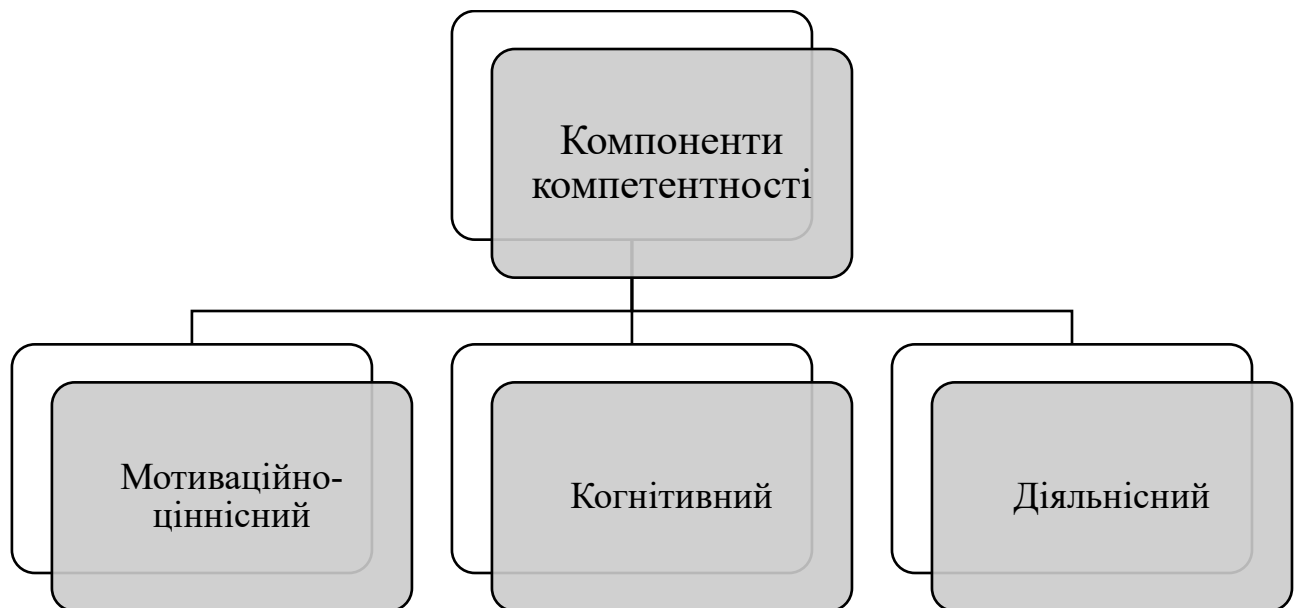 Компоненти
компетентності
Мотиваційно-
ціннісний
Когнітивний
Діяльнісний